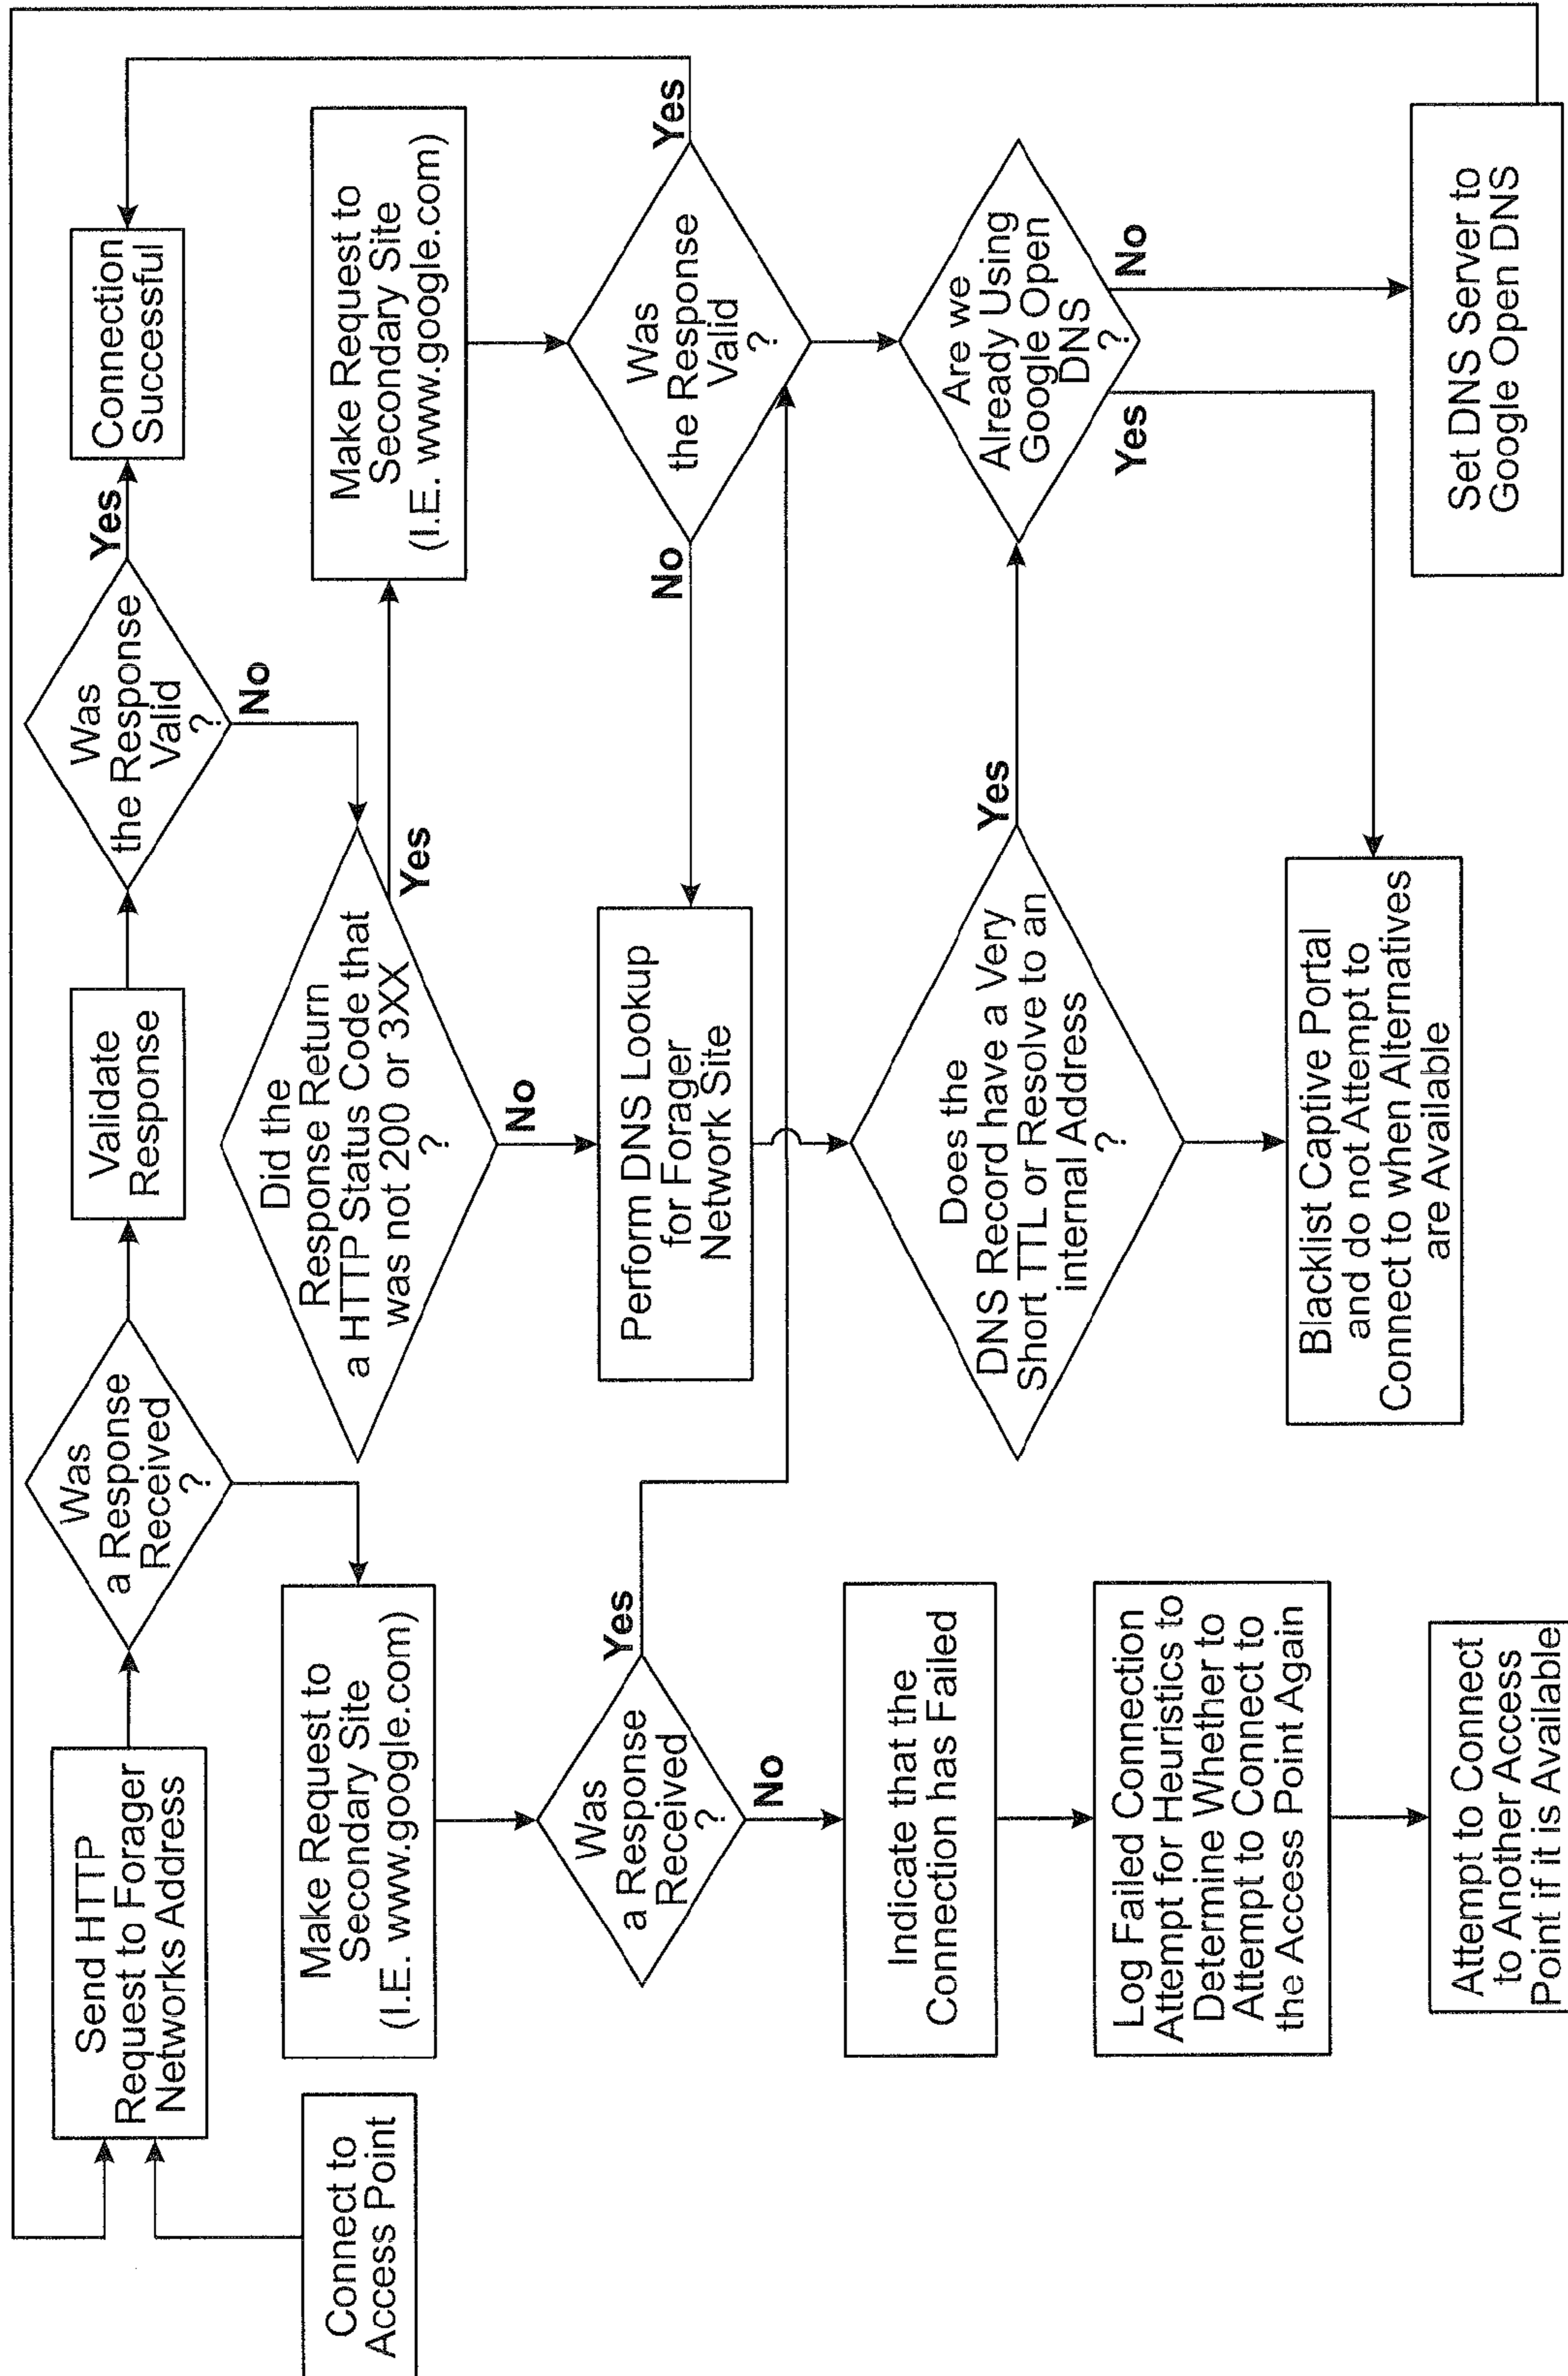 Connect to
Access Point
Send HTTP
Request to Forager
Networks Address
Was
a Response
Received
?
Validate
Response
Was
the Response
Valid
?
Yes
No
Connection
Successful
Make Request to
Secondary Site
(I.E. www.google.com)
Did the
Response Return
a HTTP Status Code that
was not 200 or 3XX
?
Yes
No
Make Request to
Secondary Site
(I.E. www.google.com)
Was
a Response
Received
?
Yes
No
Perform DNS Lookup
for Forager
Network Site
Was
the Response
Valid
?
Yes
No
Indicate that the
Connection has Failed
Does the
DNS Record have a Very
Short TTL or Resolve to an
internal Address
?
Yes
Are we
Already Using
Google Open
DNS
?
Yes
No
Log Failed Connection
Attempt for Heuristics to
Determine Whether to
Attempt to Connect to
the Access Point Again
Blacklist Captive Portal
and do not Attempt to
Connect to when Alternatives
are Available
Set DNS Server to
Google Open DNS
Attempt to Connect
to Another Access
Point if it is Available